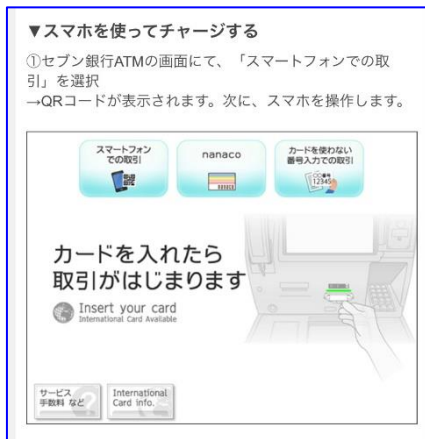 ▼スマホを使ってチャージする
①セブン銀行ATMの画面にて、「スマートフォンでの取
引」を選択
→QRコードが表示されます。次に、スマホを操作します。
スマートフォン
での取引
nanaco
カードを使わない
番号入力での取引
番号
12345
カードを入れたら
取引がはじまります
Insert your card
International Card Available
サービス
手数料 など
International
Card info.